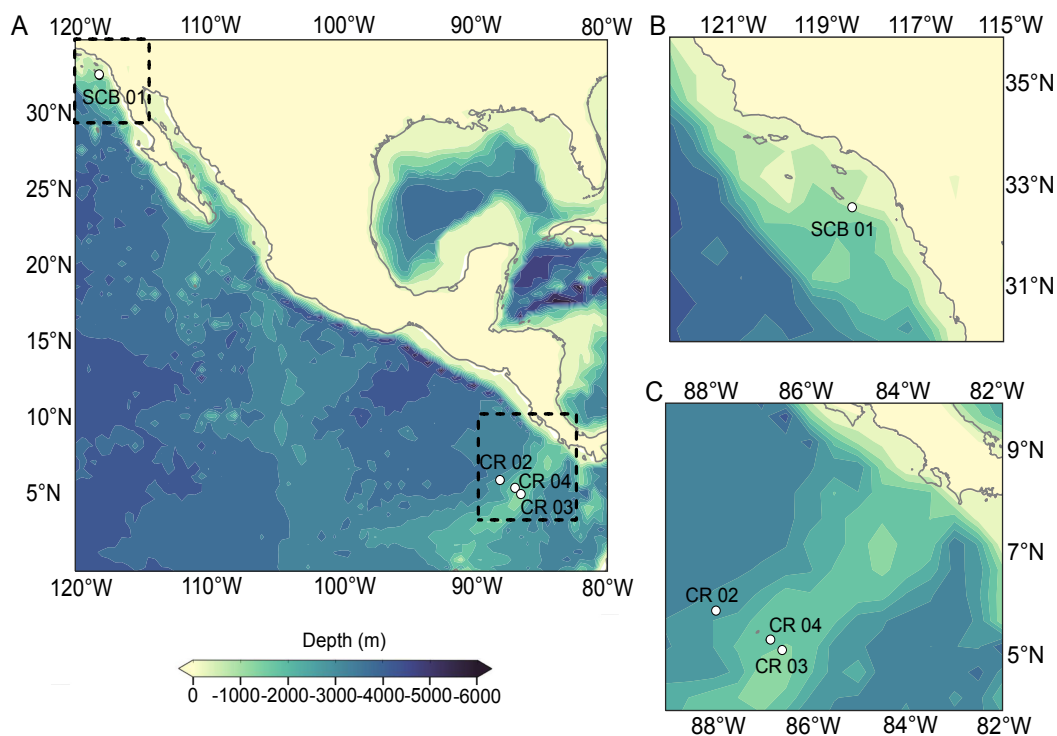 A
120°W 110°W 100°W 90°W 80°W
30°N
25°N
20°N
15°N
10°N
5°N
SCB 01
CR 02
CR 04
CR 03
120°W 110°W 100°W 90°W 80°W
Depth (m)
0 -1000 -2000 -3000 -4000 -5000 -6000
B
121°W 119°W 117°W 115°W
35°N
33°N
31°N
SCB 01
C
88°W 86°W 84°W 82°W
9°N
7°N
5°N
CR 02
CR 04
CR 03
88°W 86°W 84°W 82°W